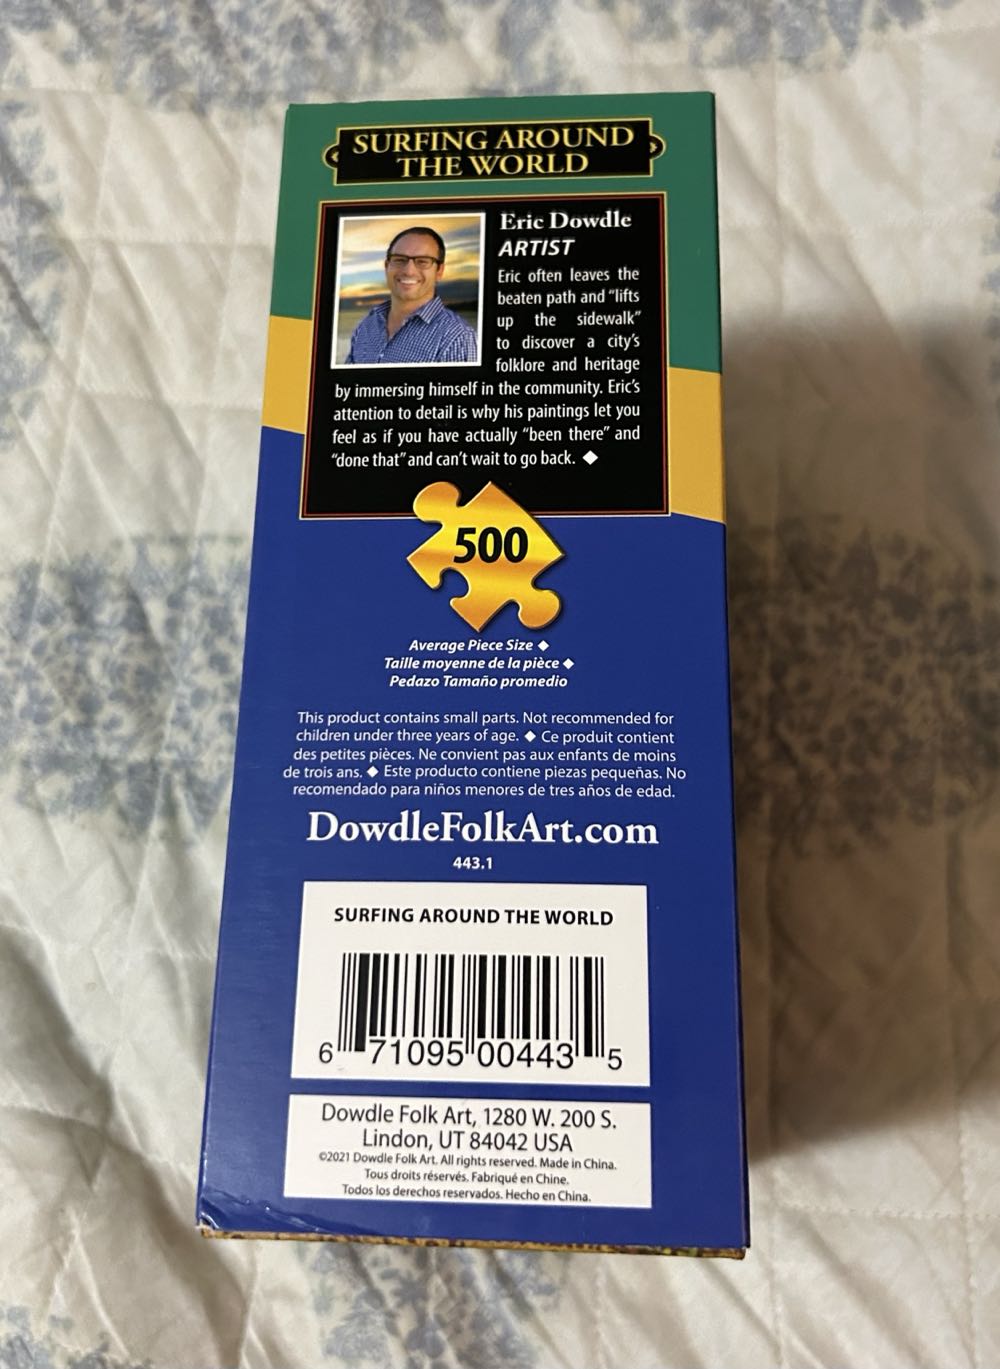 SURFING AROUND
THE WORLD
Eric Dowdle
ARTIST
Eric often leaves the
beaten path and "lifts
up the sidewalk"
to discover a city's
folklore and heritage
by immersing himself in the community. Eric's
attention to detail is why his paintings let you
feel as if you have actually "been there" and
"done that" and can't wait to go back. ◆
500
Average Piece Size ◆
Taille moyenne de la pièce ◆
Pedazo Tamaño promedio
This product contains small parts. Not recommended for
children under three years of age. ◆ Ce produit contient
des petites pièces. Ne convient pas aux enfants de moins
de trois ans. ◆ Este producto contiene piezas pequeñas. No
recomendado para niños menores de tres años de edad.
DowdleFolkArt.com
443.1
SURFING AROUND THE WORLD
6 71095 00443 5
Dowdle Folk Art, 1280 W. 200 S.
Lindon, UT 84042 USA
©2021 Dowdle Folk Art. All rights reserved. Made in China.
Tous droits réservés. Fabriqué en Chine.
Todos los derechos reservados. Hecho en China.